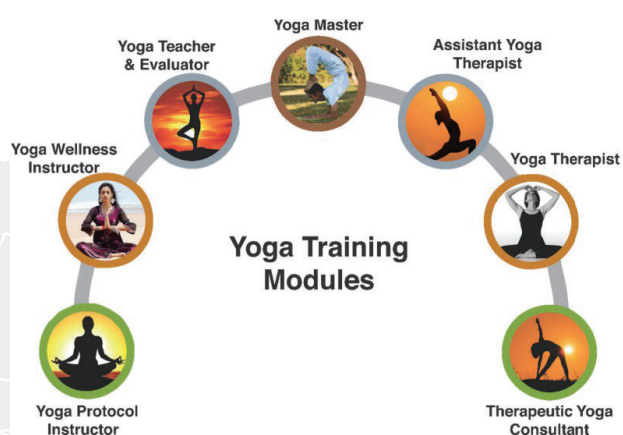 Yoga Master
Yoga Teacher
& Evaluator
Assistant Yoga
Therapist
Yoga Wellness
Instructor
Yoga Therapist
Yoga Training
Modules
Yoga Protocol
Instructor
Therapeutic Yoga
Consultant